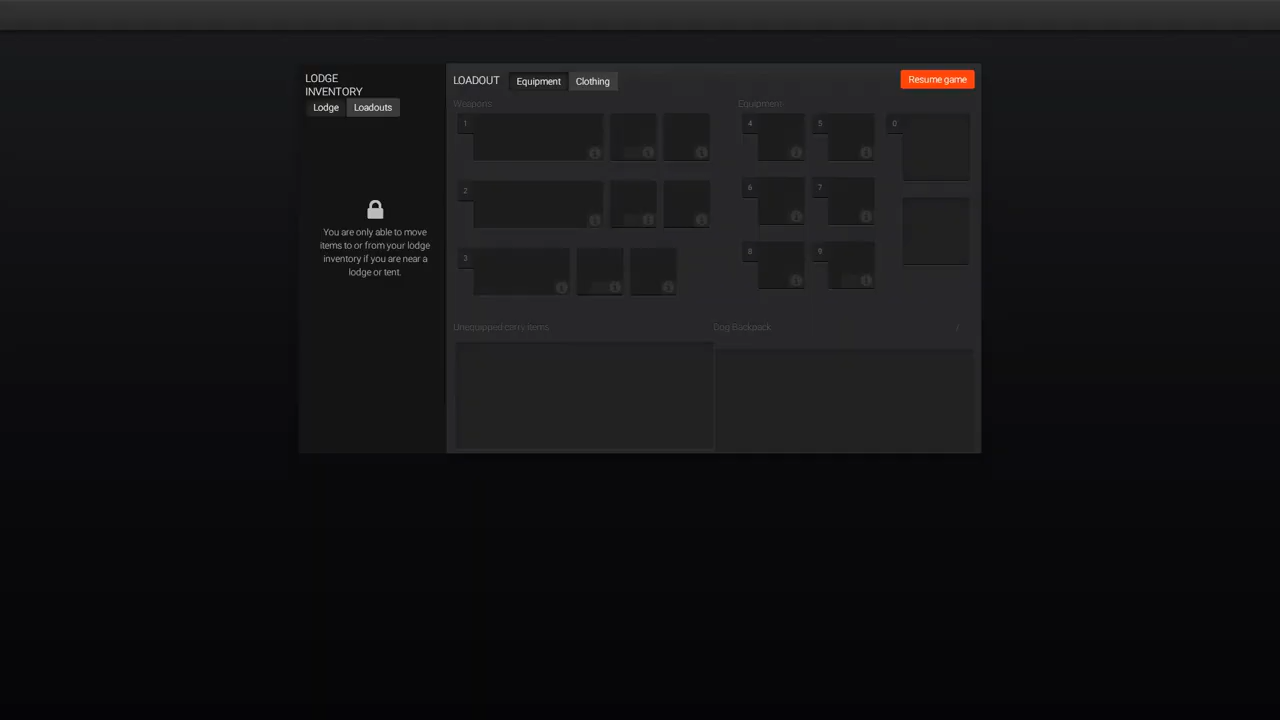 LODGE
INVENTORY
Lodge
Loadouts
You are only able to move
items to or from your lodge
inventory if you are near a
lodge or tent.
LOADOUT
Equipment
Clothing
Resume game
Weapons
1
2
3
Equipment
4
5
0
6
7
8
9
Unequipped carry items
Dog Backpack
/